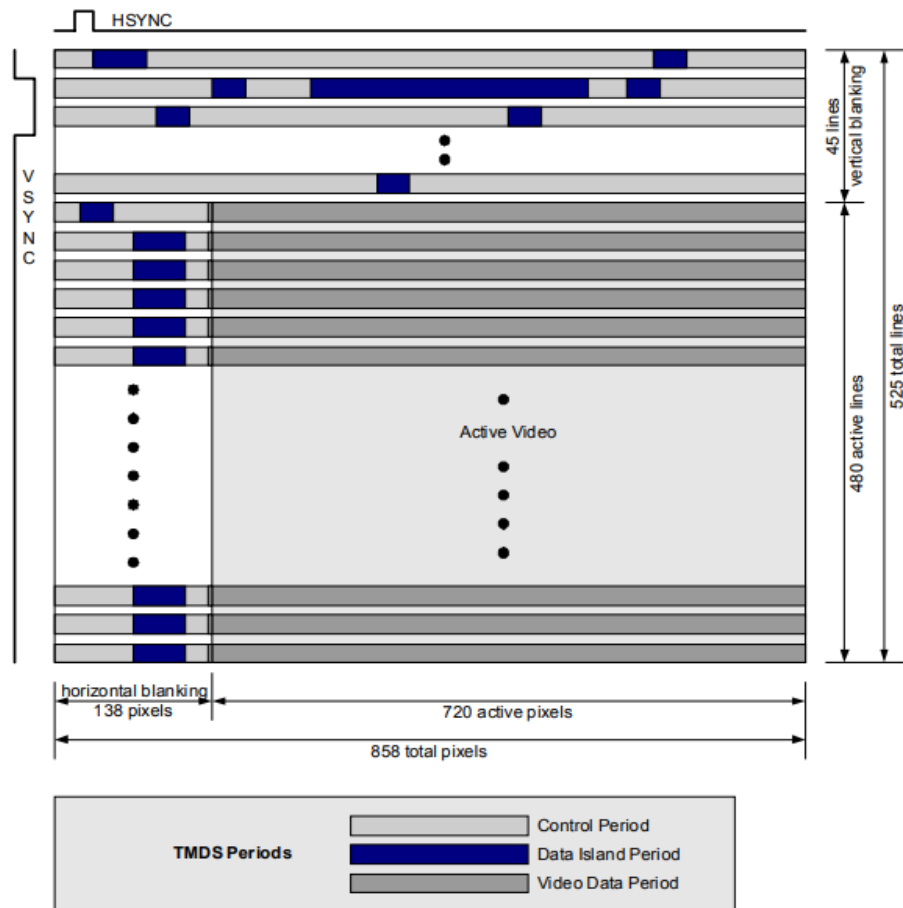 HSYNC
VSYNC
45 lines
vertical blanking
Active Video
480 active lines
525 total lines
horizontal blanking
138 pixels
720 active pixels
858 total pixels
TMDS Periods
Control Period
Data Island Period
Video Data Period